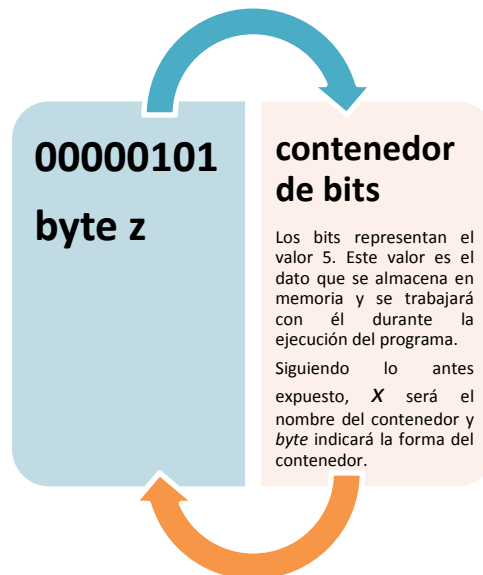 00000101
byte z
contenedor
de bits
Los bits representan el
valor 5. Este valor es el
dato que se almacena en
memoria y se trabajará
con él durante la
ejecución del programa.
Siguiendo lo antes
expuesto, X será el
nombre del contenedor y
byte indicará la forma del
contenedor.